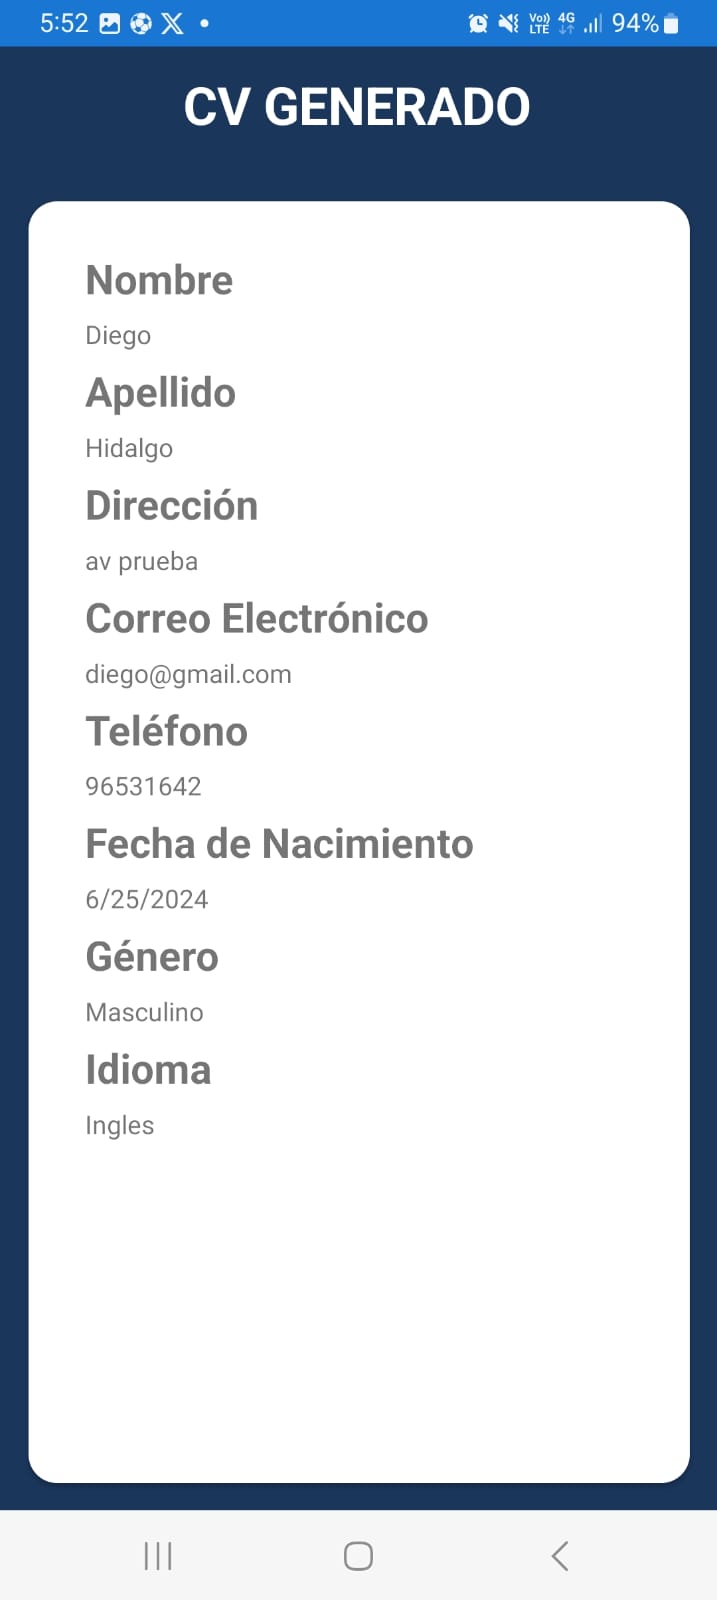 5:52 Vo)) LTE 4G 94%
CV GENERADO
Nombre
Diego
Apellido
Hidalgo
Dirección
av prueba
Correo Electrónico
diego@gmail.com
Teléfono
96531642
Fecha de Nacimiento
6/25/2024
Género
Masculino
Idioma
Ingles